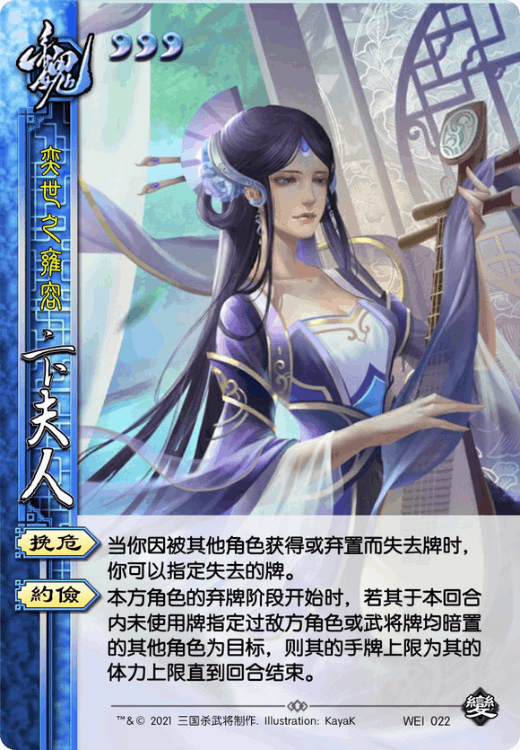 魏
奕世之雍容
卞夫人
挽危
当你因被其他角色获得或弃置而失去牌时，
你可以指定失去的牌。
約儉
本方角色的弃牌阶段开始时，若其于本回合
内未使用牌指定过敌方角色或武将牌均暗置
的其他角色为目标，则其的手牌上限为其的
体力上限直到回合结束。
™&© 2021 三国杀武将制作. Illustration: KayaK
WEI 022
變